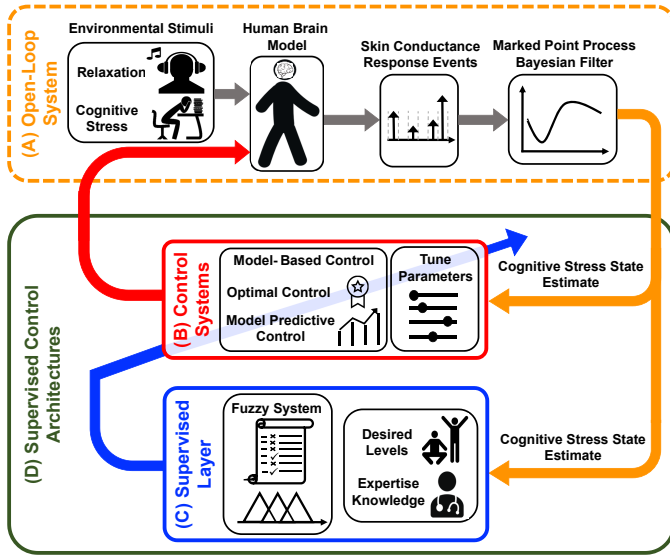 (A) Open-Loop
System
Environmental Stimuli
Relaxation
Cognitive
Stress
Human Brain
Model
Skin Conductance
Response Events
Marked Point Process
Bayesian Filter
(D) Supervised Control
Architectures
(B) Control
Systems
Model- Based Control
Optimal Control
Model Predictive
Control
Tune
Parameters
Cognitive Stress State
Estimate
(C) Supervised
Layer
Fuzzy System
Desired
Levels
Expertise
Knowledge
Cognitive Stress State
Estimate